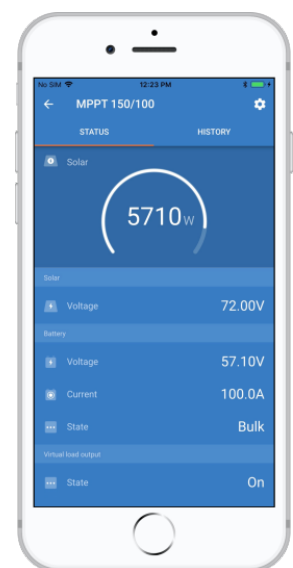 No SIM 12:23 PM
MPPT 150/100
STATUS HISTORY
Solar
5710W
Solar
Voltage 72.00V
Battery
Voltage 57.10V
Current 100.0A
State Bulk
Virtual load output
State On